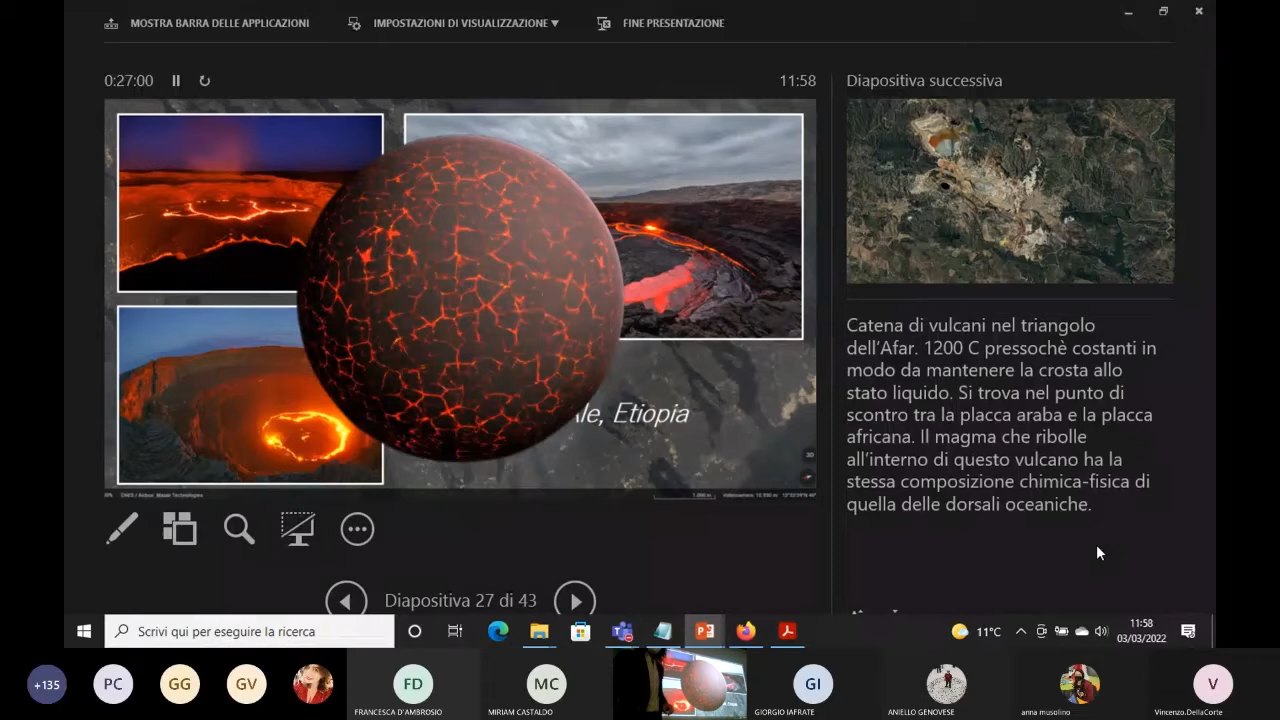 MOSTRA BARRA DELLE APPLICAZIONI
IMPOSTAZIONI DI VISUALIZZAZIONE ▼
FINE PRESENTAZIONE
0:27:00
11:58
Diapositiva successiva
Ale, Etiopia
3D
Catena di vulcani nel triangolo
dell'Afar. 1200 C pressochè costanti in
modo da mantenere la crosta allo
stato liquido. Si trova nel punto di
scontro tra la placca araba e la placca
africana. Il magma che ribolle
all'interno di questo vulcano ha la
stessa composizione chimica-fisica di
quella delle dorsali oceaniche.
Diapositiva 27 di 43
Scrivi qui per eseguire la ricerca
11°C
11:58
03/03/2022
+135
PC
GG
GV
FD
FRANCESCA D'AMBROSIO
MC
MIRIAM CASTALDO
GI
GIORGIO IAFRATE
ANIELLO GENOVESE
anna musolino
V
Vincenzo.DellaCorte